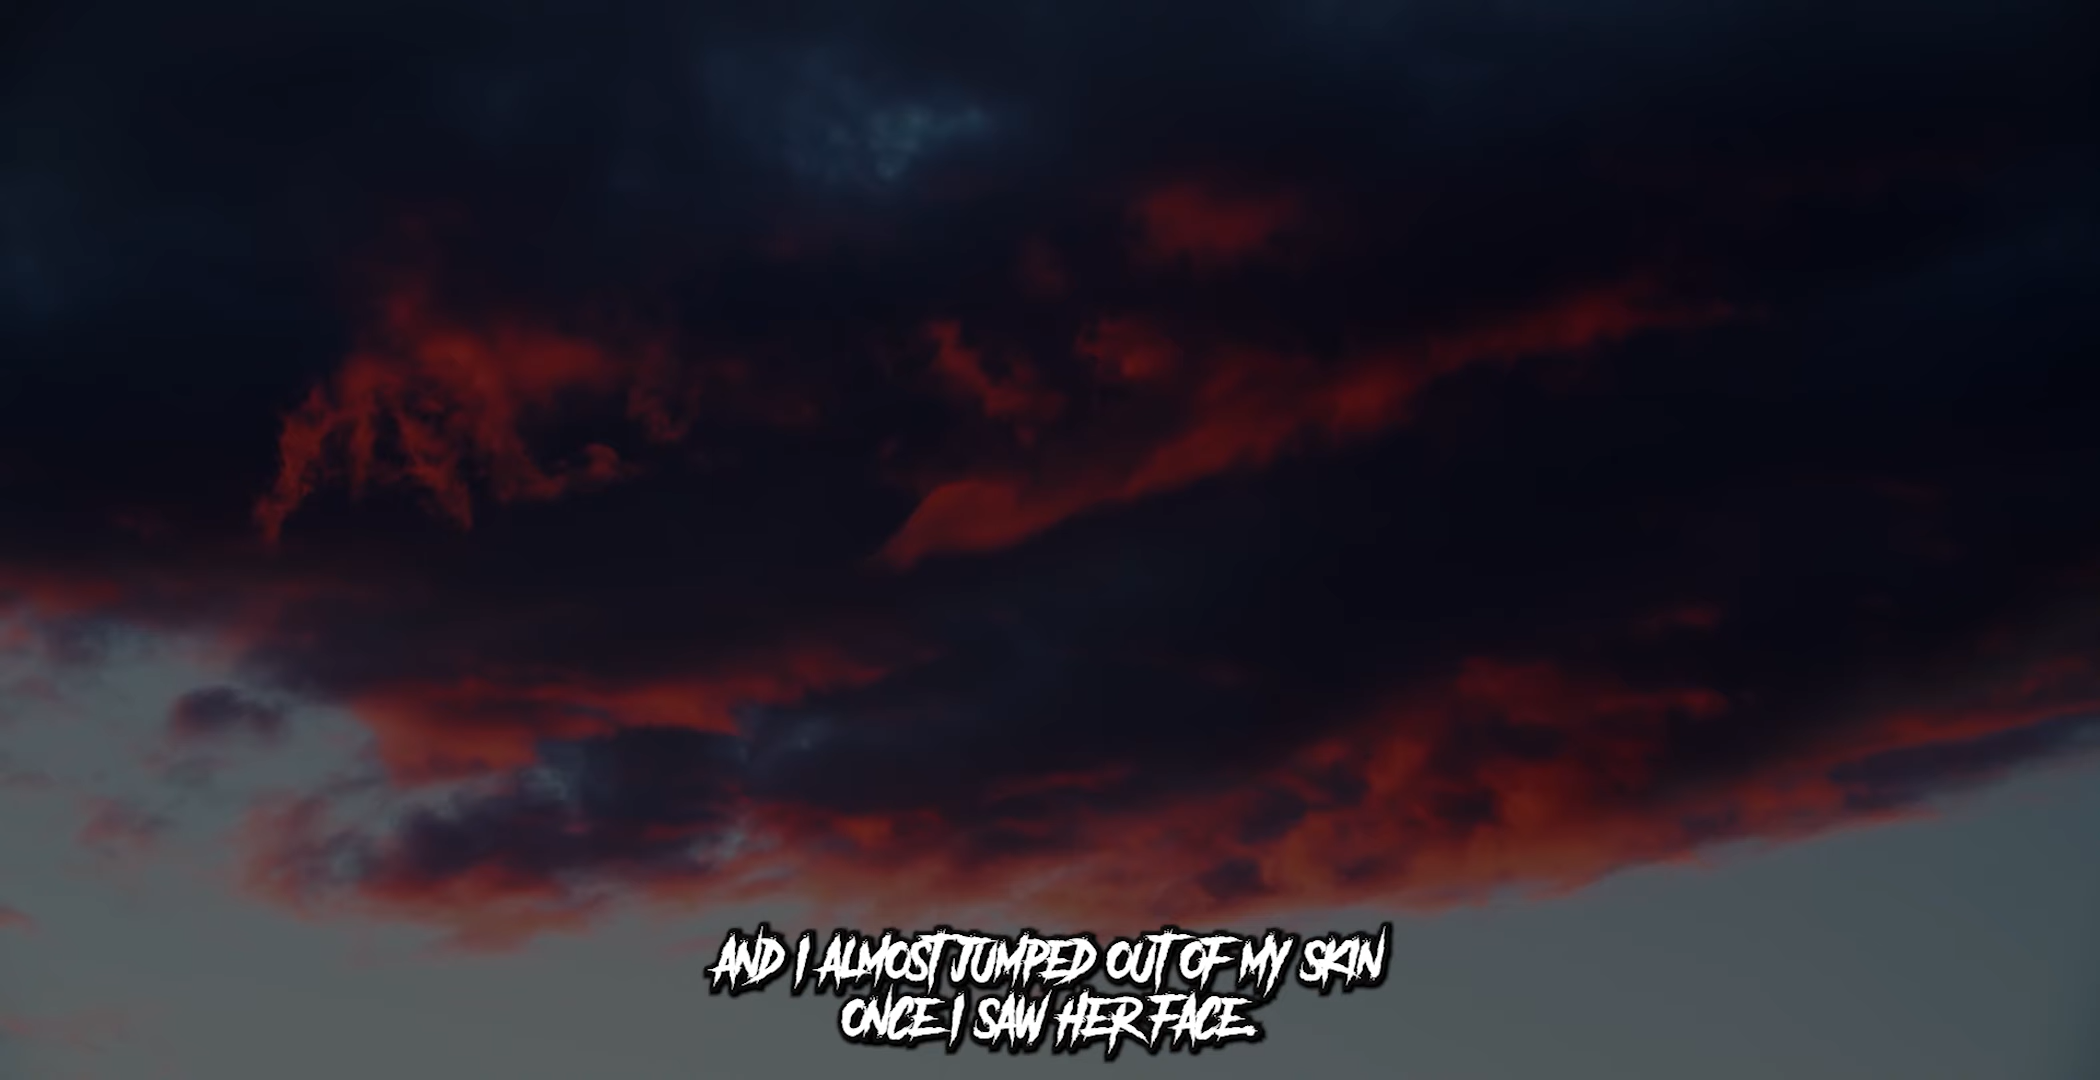 AND I ALMOST JUMPED OUT OF MY SKIN
ONCE I SAW HER FACE.